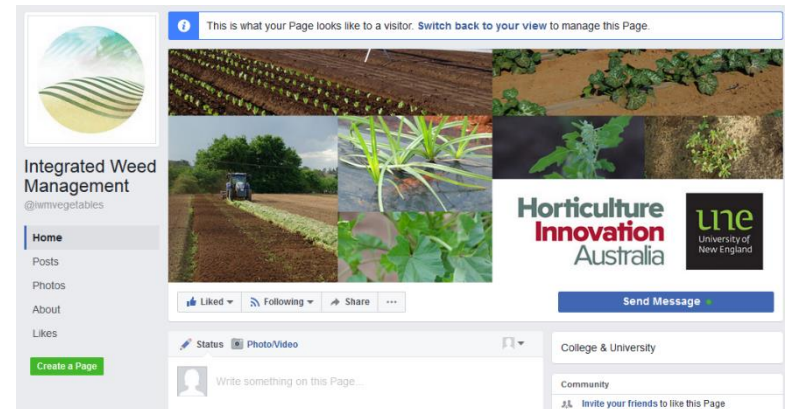 This is what your Page looks like to a visitor. Switch back to your view to manage this Page.
Integrated Weed
Management
@iwmvegetables
Home
Posts
Photos
About
Likes
Create a Page
Horticulture
Innovation
Australia
une
University of
New England
Liked
Following
Share
Send Message
Status
Photo/Video
Write something on this Page...
College & University
Community
Invite your friends to like this Page